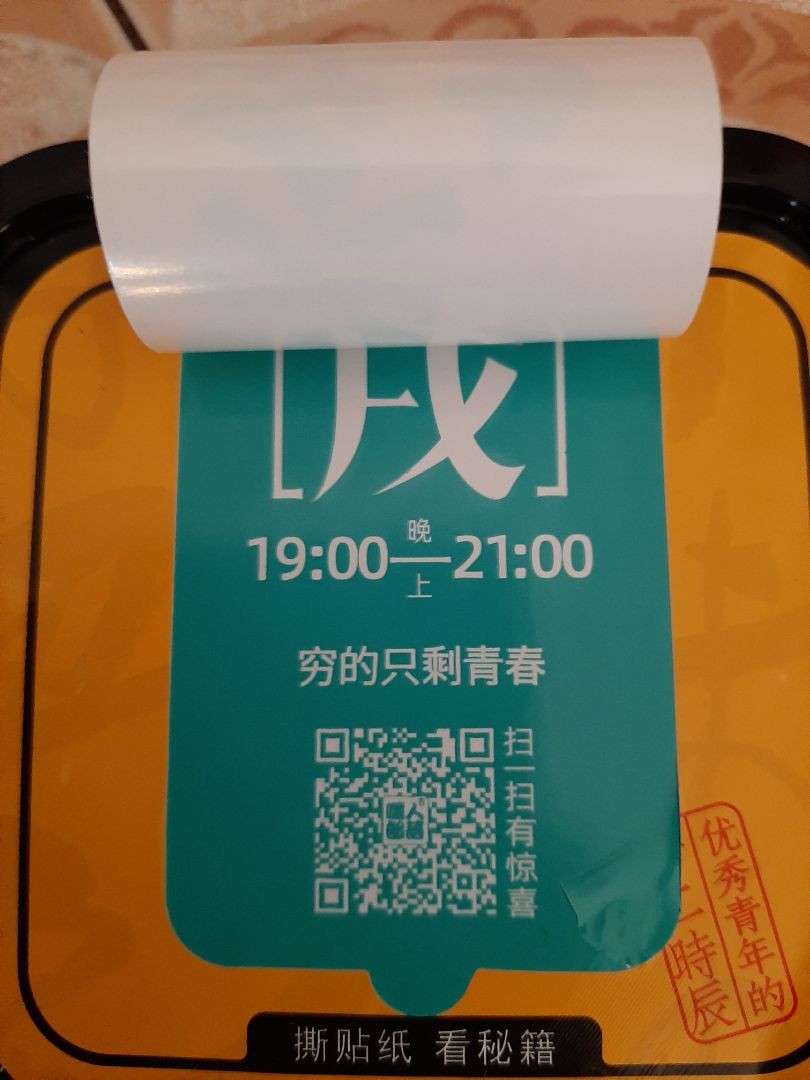 [戌]
19:00—21:00
晚
上
穷的只剩青春
扫一扫有惊喜
优秀青年的
二時辰
撕贴纸 看秘籍